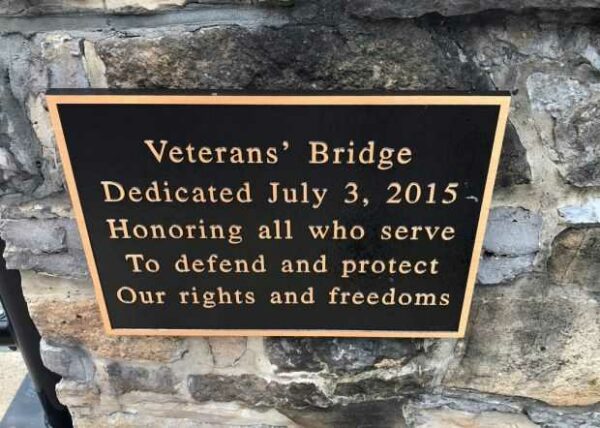 Veterans' Bridge
Dedicated July 3, 2015
Honoring all who serve
To defend and protect
Our rights and freedoms